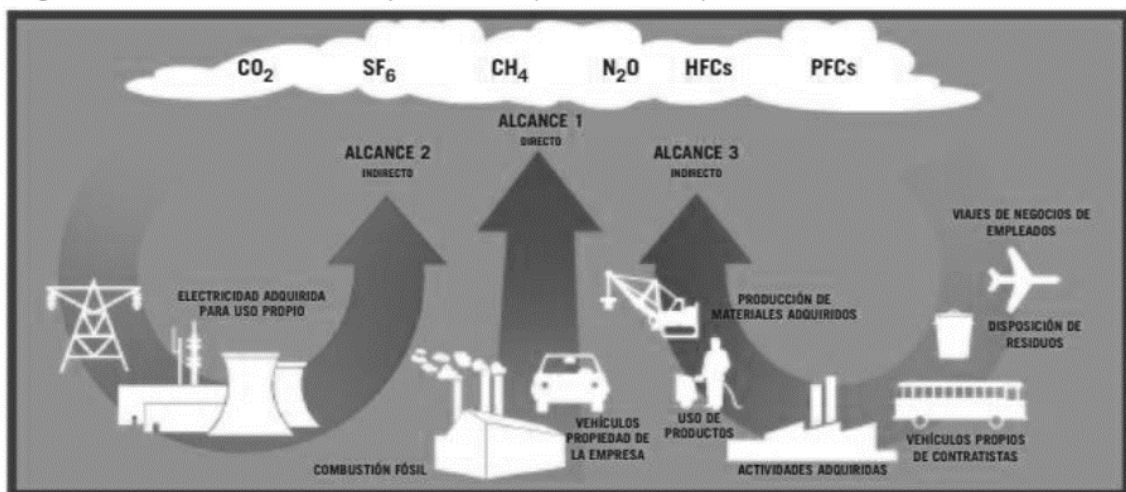 CO₂ SF₆ CH₄ N₂O HFCs PFCs
ALCANCE 1
DIRECTO
ALCANCE 2
INDIRECTO
ALCANCE 3
INDIRECTO
VIAJES DE NEGOCIOS DE
EMPLEADOS
ELECTRICIDAD ADQUIRIDA
PARA USO PROPIO
PRODUCCIÓN DE
MATERIALES ADQUIRIDOS
DISPOSICIÓN DE
RESIDUOS
COMBUSTIÓN FÓSIL
VEHÍCULOS
PROPIEDAD DE
LA EMPRESA
USO DE
PRODUCTOS
ACTIVIDADES ADQUIRIDAS
VEHÍCULOS PROPIOS
DE CONTRATISTAS